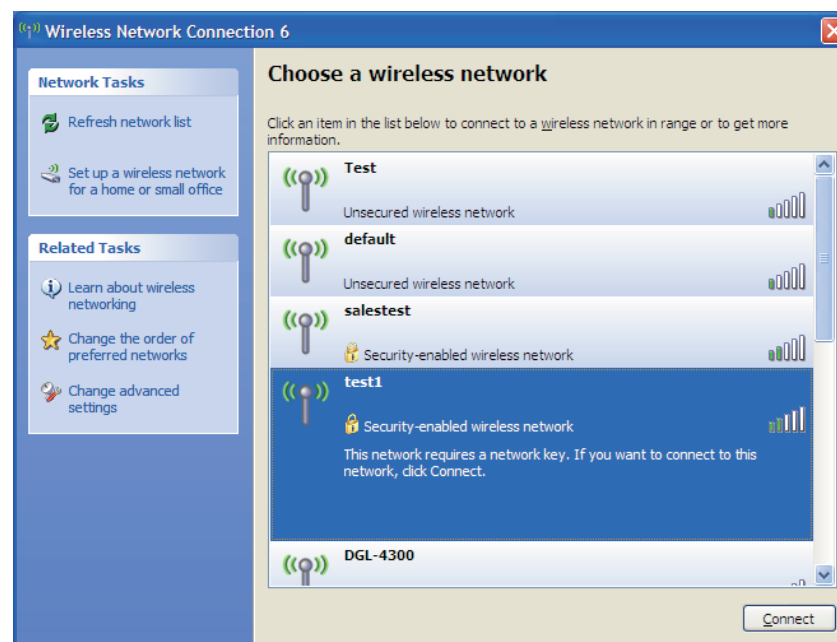 Wireless Network Connection 6
Network Tasks
Refresh network list
Set up a wireless network
for a home or small office
Related Tasks
Learn about wireless
networking
Change the order of
preferred networks
Change advanced
settings
Choose a wireless network
Click an item in the list below to connect to a wireless network in range or to get more
information.
Test
Unsecured wireless network
default
Unsecured wireless network
salestest
Security-enabled wireless network
test1
Security-enabled wireless network
This network requires a network key. If you want to connect to this
network, click Connect.
DGL-4300
Connect